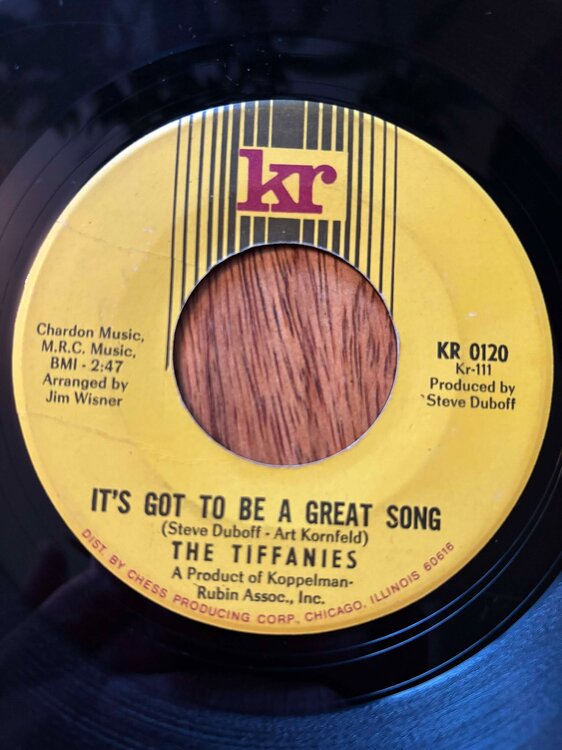 kr
Chardon Music,
M.R.C. Music,
BMI - 2:47
Arranged by
Jim Wisner
KR 0120
Kr-111
Produced by
Steve Duboff
IT'S GOT TO BE A GREAT SONG
(Steve Duboff - Art Kornfeld)
THE TIFFANIES
A Product of Koppelman-
Rubin Assoc., Inc.
DIST. BY CHESS PRODUCING CORP., CHICAGO, ILLINOIS 60616